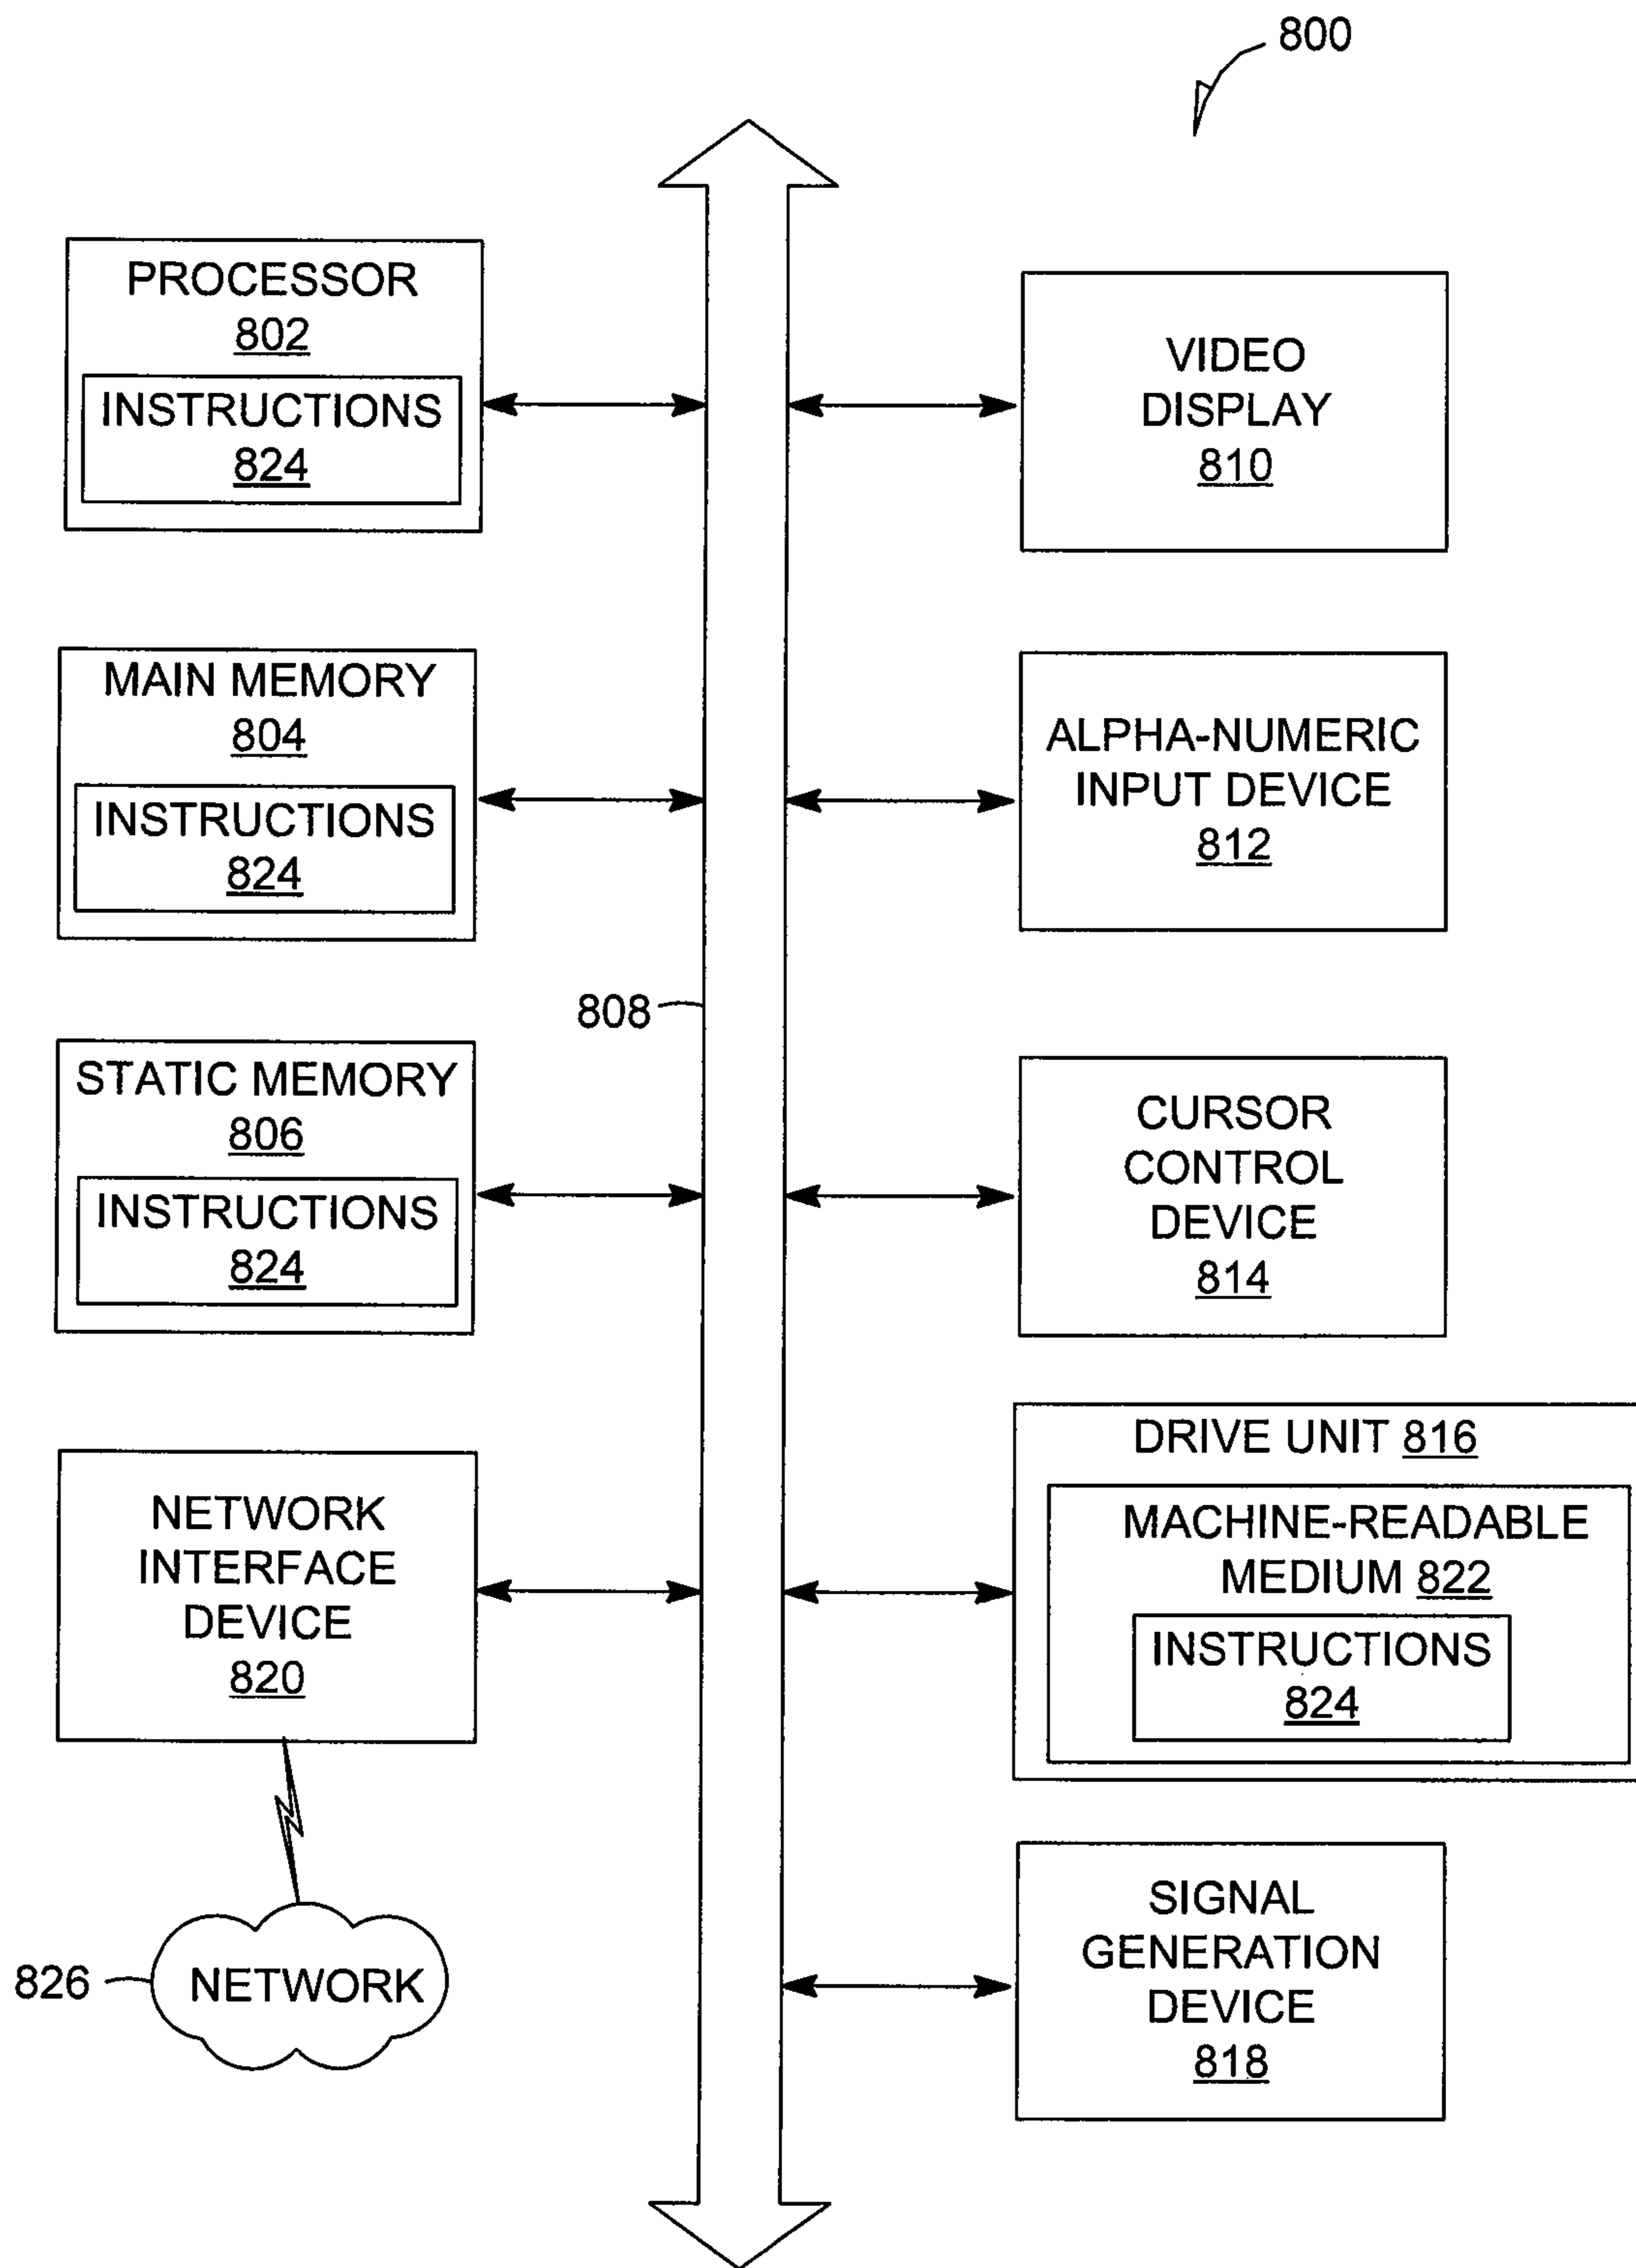 800
PROCESSOR
802
INSTRUCTIONS
824
VIDEO
DISPLAY
810
MAIN MEMORY
804
INSTRUCTIONS
824
ALPHA-NUMERIC
INPUT DEVICE
812
808
STATIC MEMORY
806
INSTRUCTIONS
824
CURSOR
CONTROL
DEVICE
814
NETWORK
INTERFACE
DEVICE
820
DRIVE UNIT 816
MACHINE-READABLE
MEDIUM 822
INSTRUCTIONS
824
826
NETWORK
SIGNAL
GENERATION
DEVICE
818